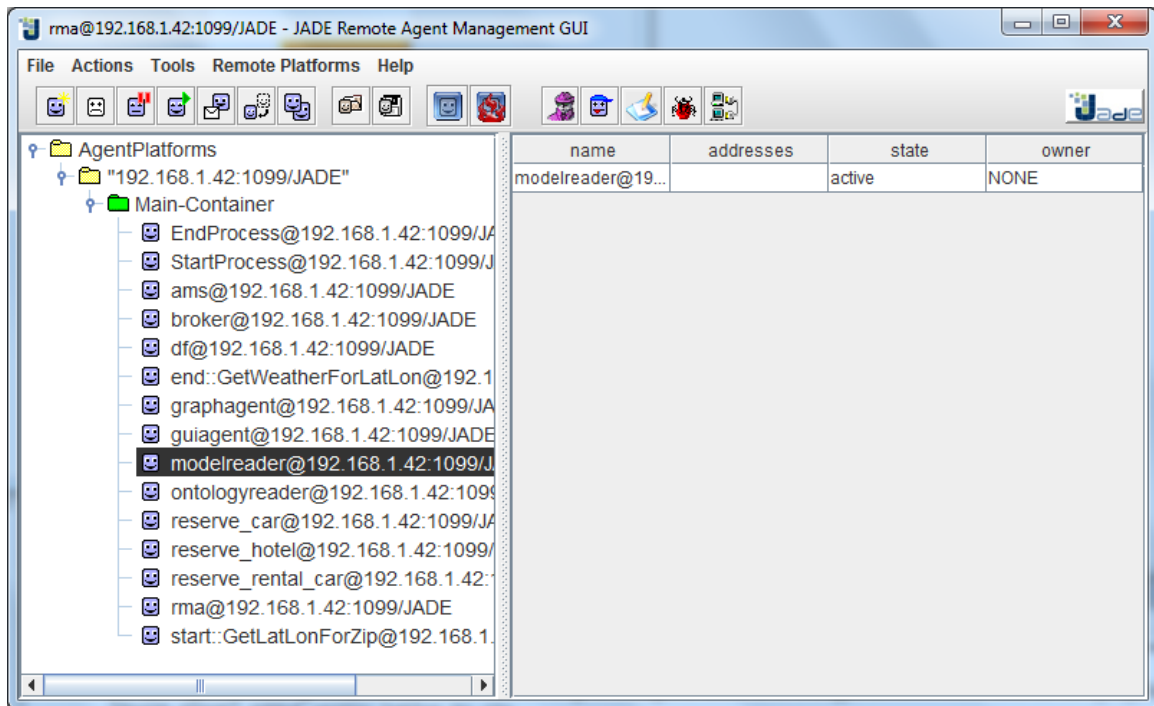 rma@192.168.1.42:1099/JADE - JADE Remote Agent Management GUI
File Actions Tools Remote Platforms Help
Jade
AgentPlatforms
"192.168.1.42:1099/JADE"
Main-Container
EndProcess@192.168.1.42:1099/JA
StartProcess@192.168.1.42:1099/J
ams@192.168.1.42:1099/JADE
broker@192.168.1.42:1099/JADE
df@192.168.1.42:1099/JADE
end::GetWeatherForLatLon@192.1
graphagent@192.168.1.42:1099/JA
guiagent@192.168.1.42:1099/JADE
modelreader@192.168.1.42:1099/J
ontologyreader@192.168.1.42:1099
reserve_car@192.168.1.42:1099/JA
reserve_hotel@192.168.1.42:1099/
reserve_rental_car@192.168.1.42:
rma@192.168.1.42:1099/JADE
start::GetLatLonForZip@192.168.1.
name addresses state owner
modelreader@19... active NONE